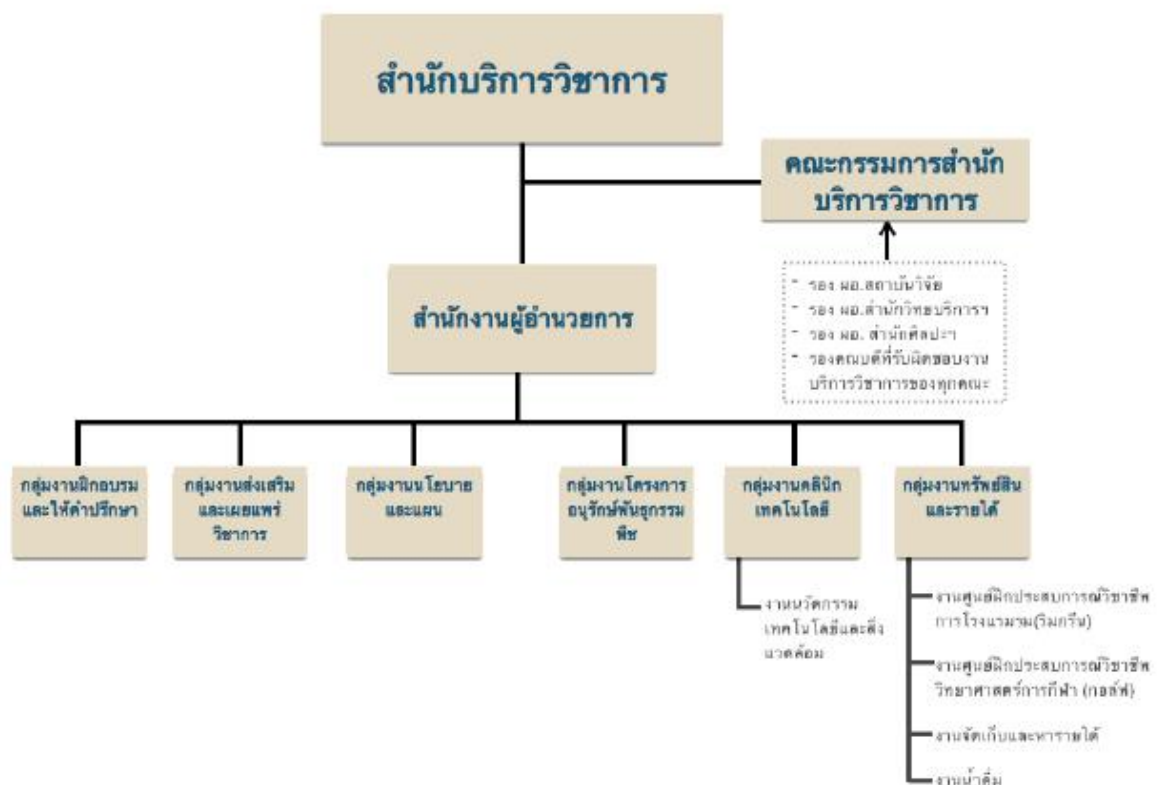 สำนักบริการวิชาการ
คณะกรรมการสำนัก
บริการวิชาการ
- รอง ผอ.สถาบันวิจัย
- รอง ผอ.สำนักวิทยบริการฯ
- รอง ผอ. สำนักศิลปะฯ
- รองคณบดีที่รับผิดชอบงาน
บริการวิชาการของทุกคณะ
สำนักงานผู้อำนวยการ
กลุ่มงานฝึกอบรม
และให้คำปรึกษา
กลุ่มงานส่งเสริม
และเผยแพร่
วิชาการ
กลุ่มงานนโยบาย
และแผน
กลุ่มงานโครงการ
อนุรักษ์พันธุกรรม
พืช
กลุ่มงานคลินิก
เทคโนโลยี
งานนวัตกรรม
เทคโนโลยีและสิ่ง
แวดล้อม
กลุ่มงานทรัพย์สิน
และรายได้
งานศูนย์ฝึกประสบการณ์วิชาชีพ
การโรงแรมรม(ริมกรีน)
งานศูนย์ฝึกประสบการณ์วิชาชีพ
วิทยาศาสตร์การกีฬา (กอล์ฟ)
งานจัดเก็บและหารายได้
งานน้ำดื่ม